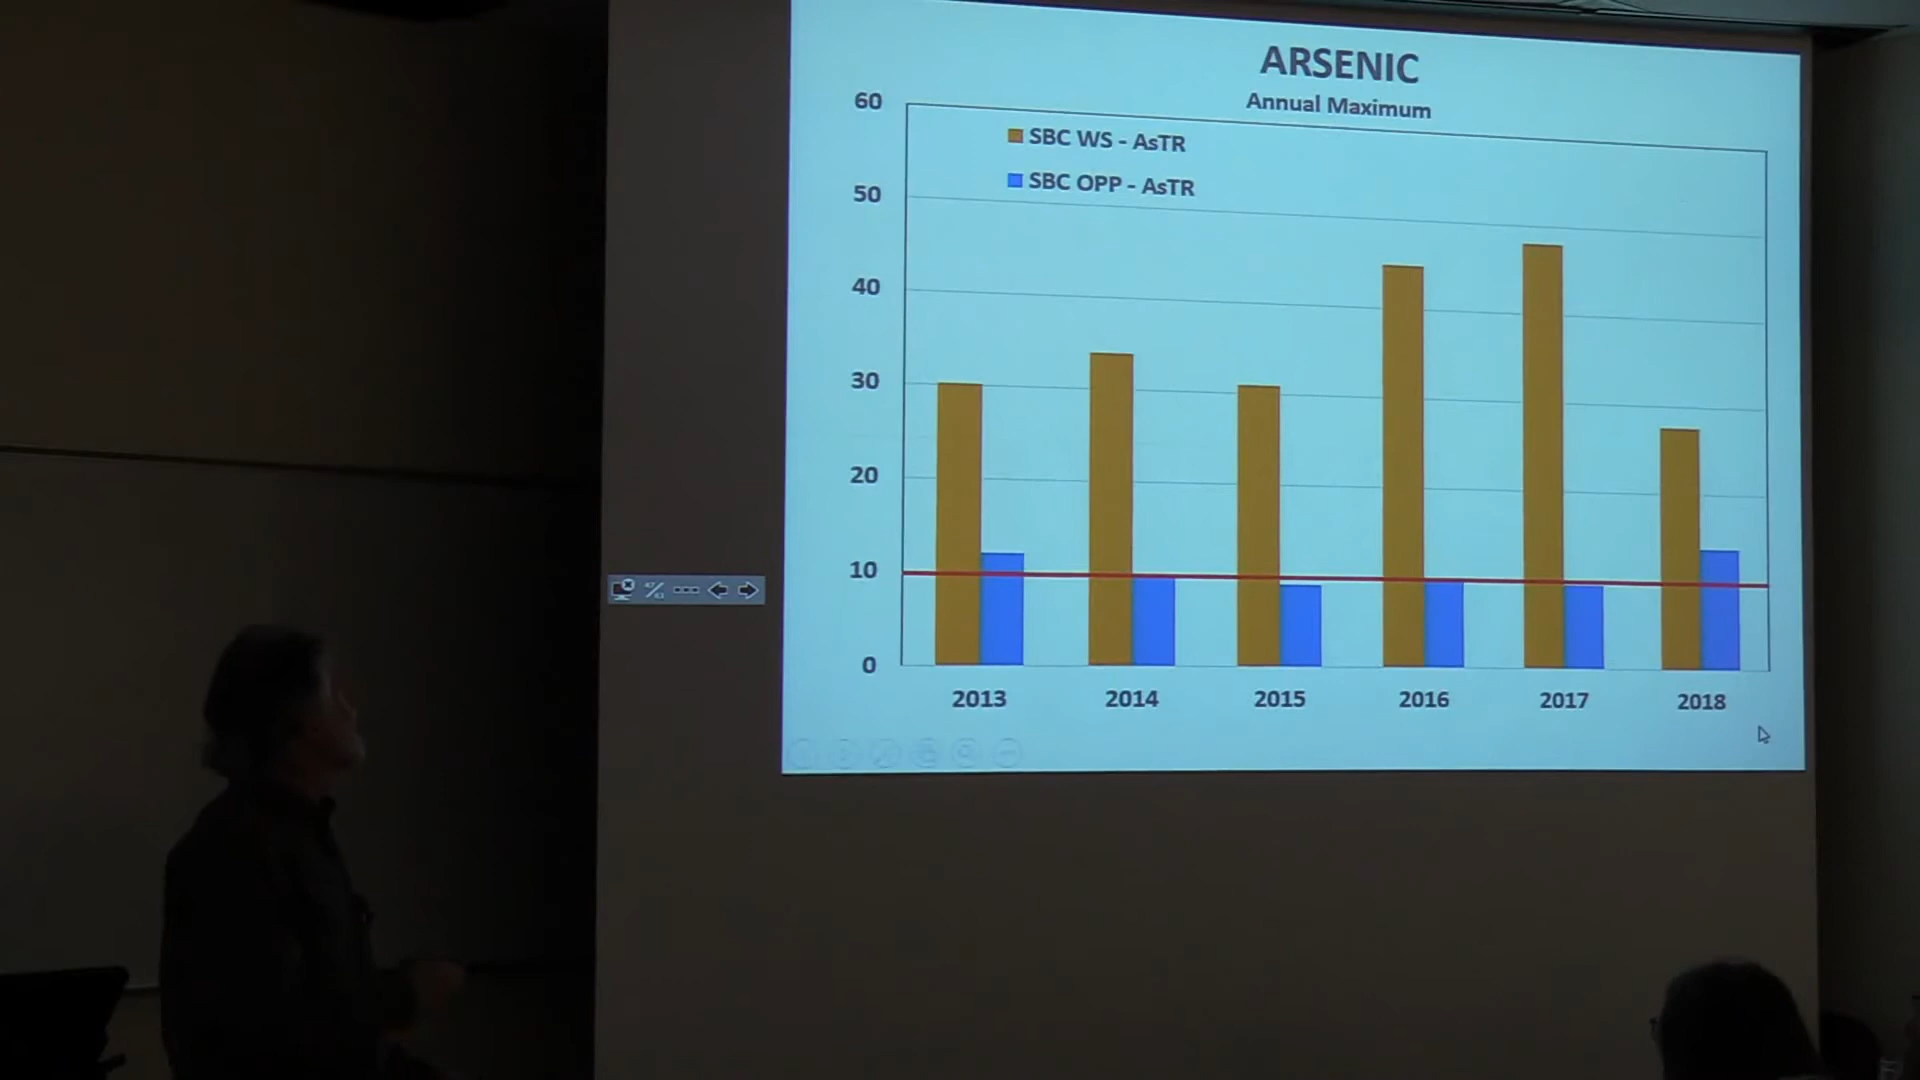 ARSENIC
Annual Maximum
SBC WS - AsTR
SBC OPP - AsTR
60
50
40
30
20
10
0
2013 2014 2015 2016 2017 2018